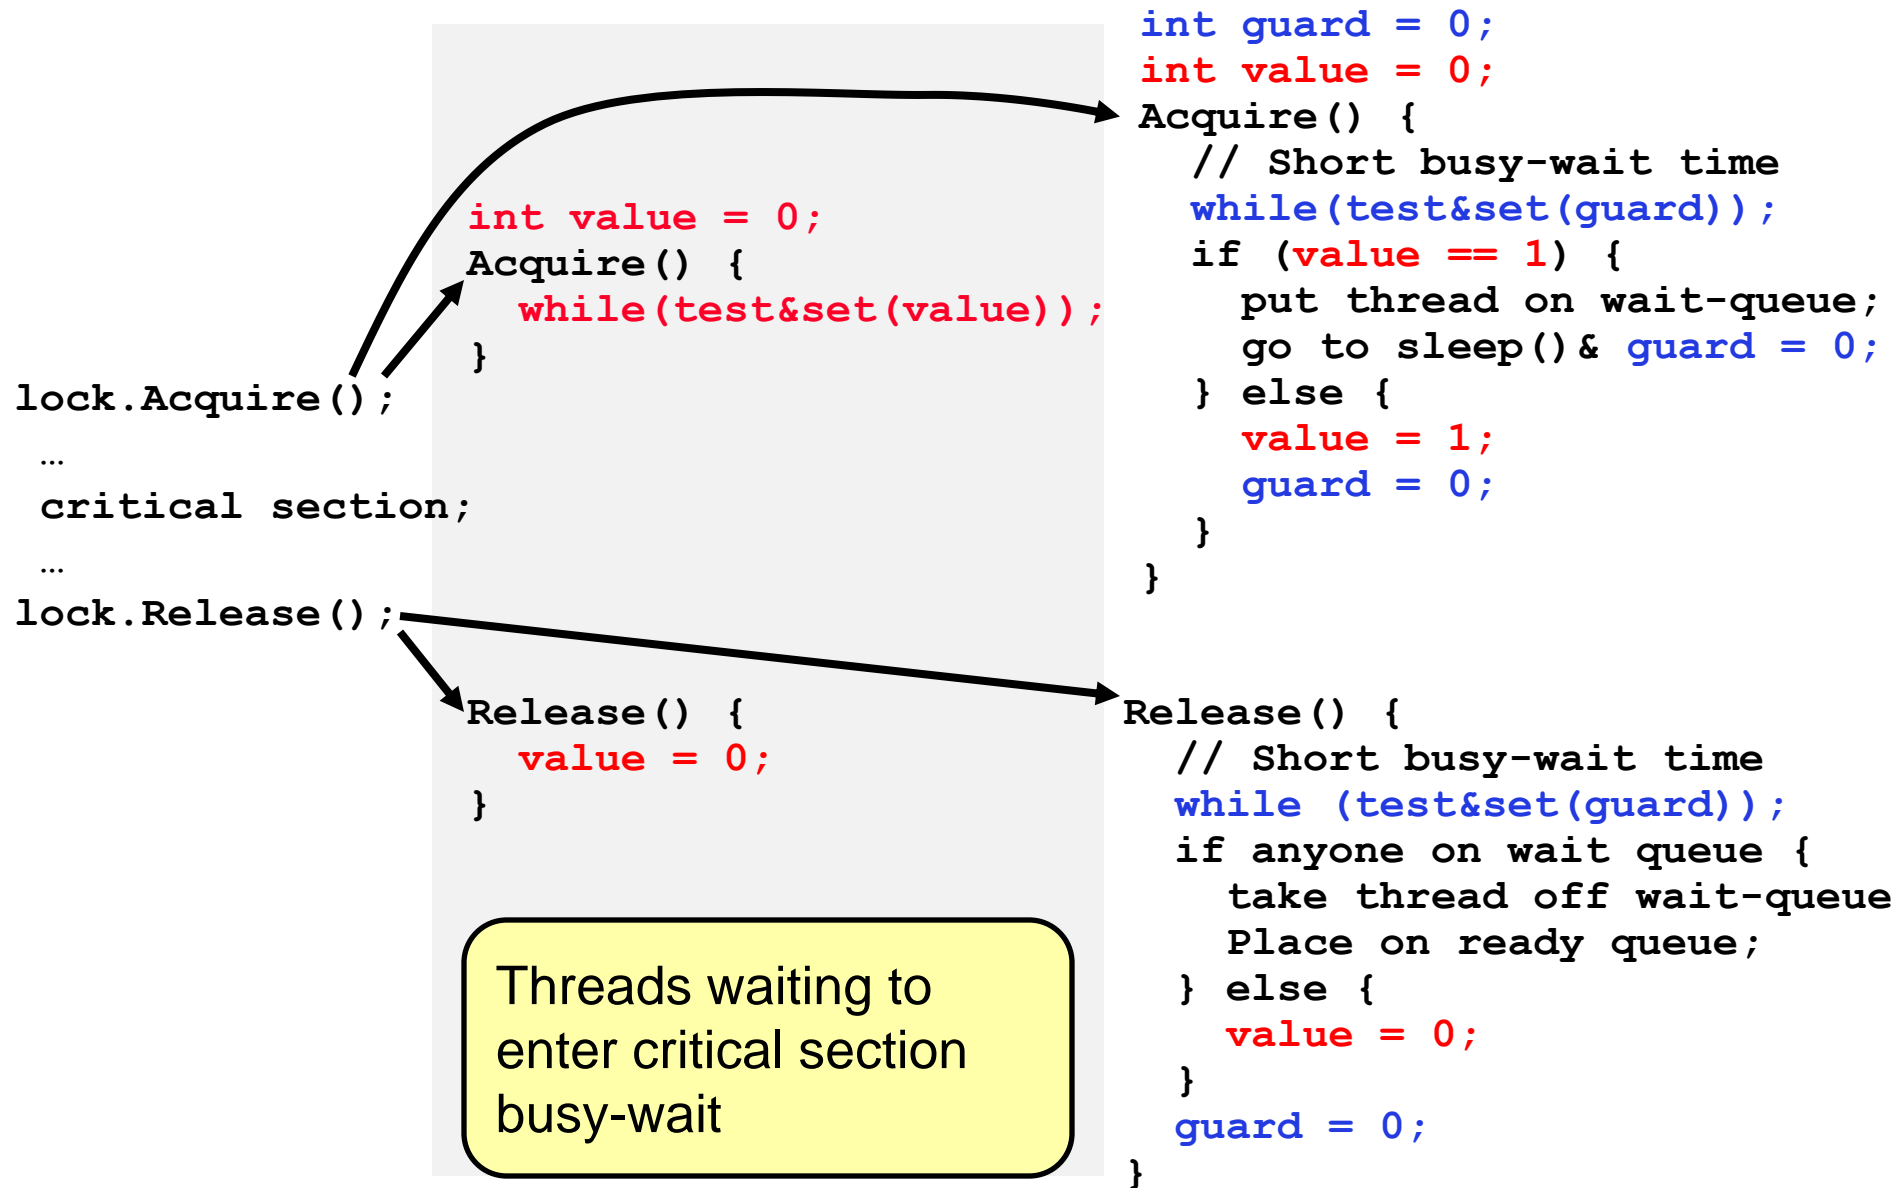 lock.Acquire();
…
critical section;
…
lock.Release();
int value = 0;
Acquire() {
while(test&set(value));
}
Release() {
value = 0;
}
Threads waiting to
enter critical section
busy-wait
int guard = 0;
int value = 0;
Acquire() {
// Short busy-wait time
while(test&set(guard));
if (value == 1) {
put thread on wait-queue;
go to sleep()& guard = 0;
} else {
value = 1;
guard = 0;
}
}
Release() {
// Short busy-wait time
while (test&set(guard));
if anyone on wait queue {
take thread off wait-queue
Place on ready queue;
} else {
value = 0;
}
guard = 0;
}